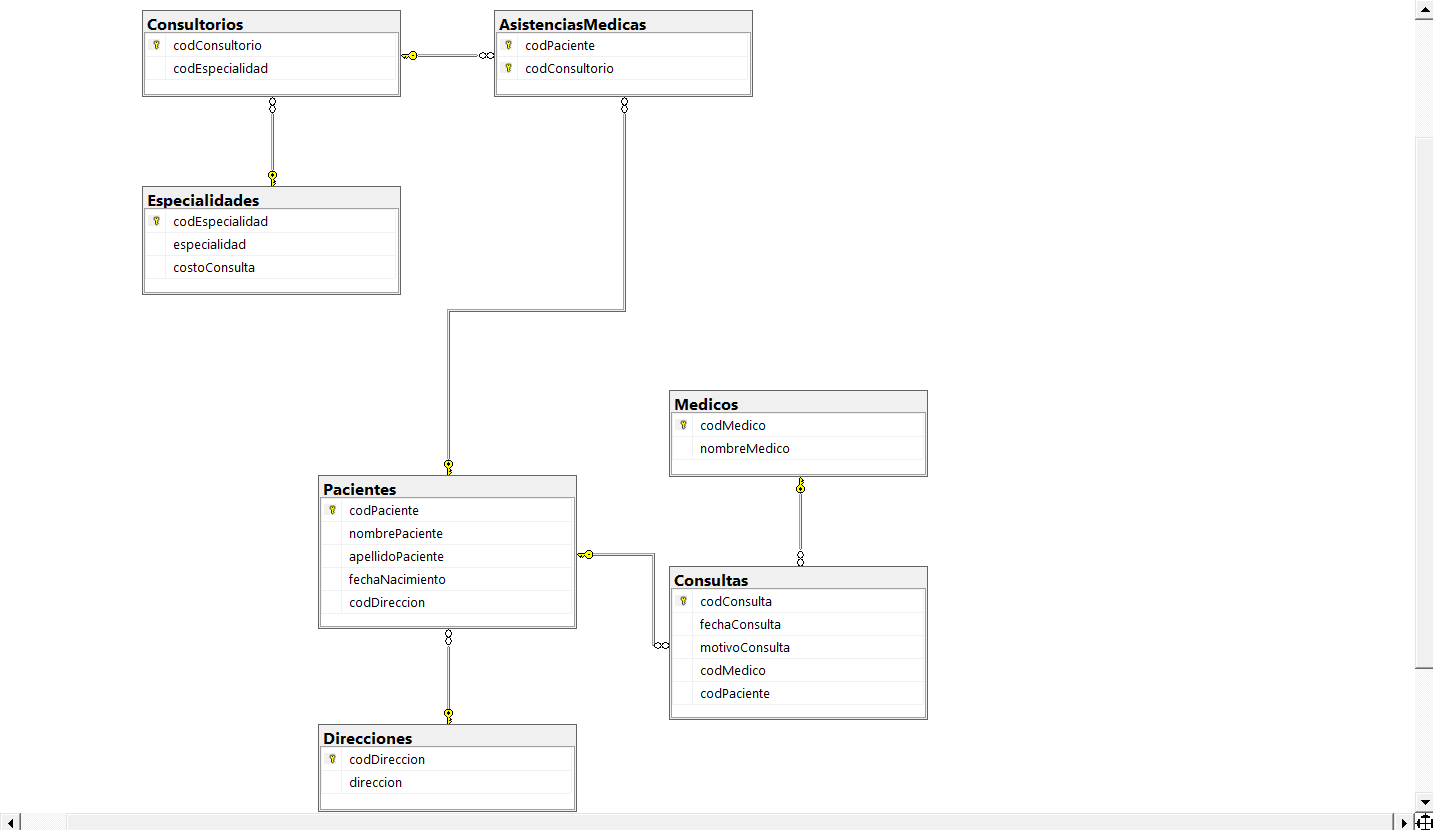 Consultorios
codConsultorio
codEspecialidad
AsistenciasMedicas
codPaciente
codConsultorio
Especialidades
codEspecialidad
especialidad
costoConsulta
Medicos
codMedico
nombreMedico
Pacientes
codPaciente
nombrePaciente
apellidoPaciente
fechaNacimiento
codDireccion
Consultas
codConsulta
fechaConsulta
motivoConsulta
codMedico
codPaciente
Direcciones
codDireccion
direccion